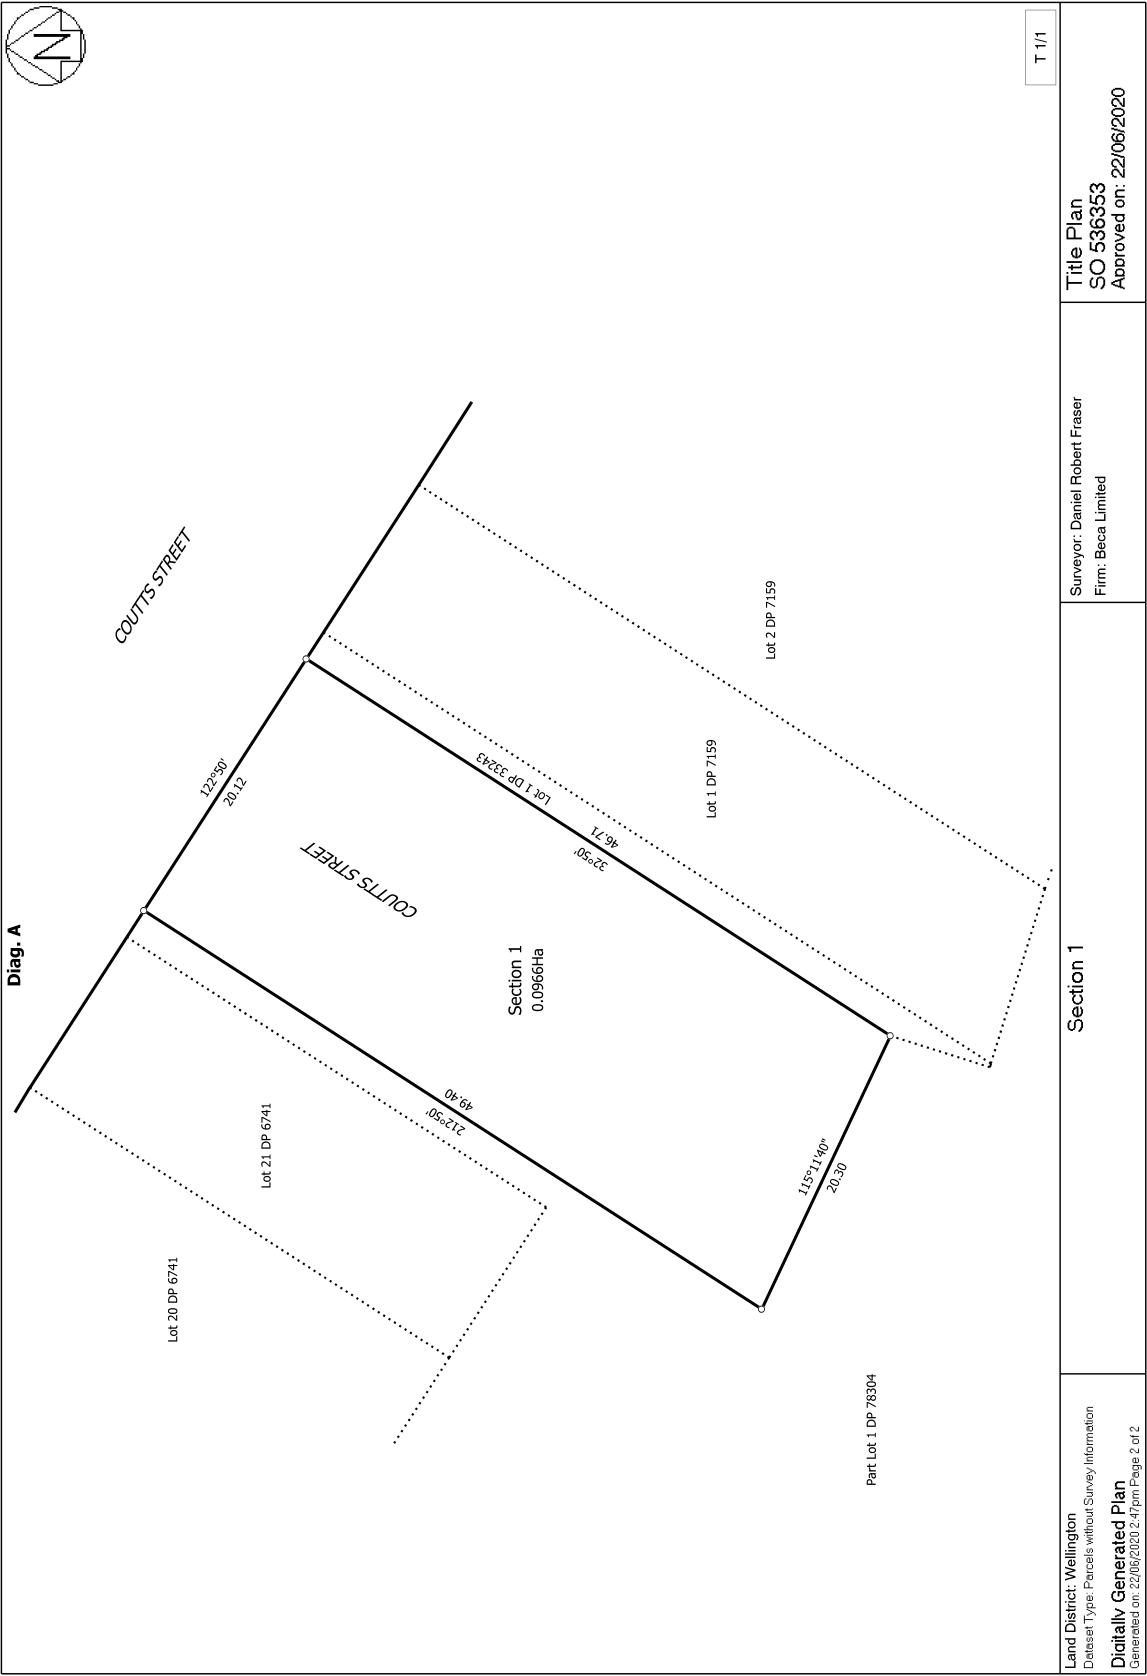 Diag. A
N
COUTTS STREET
122°50'
20.12
COUTTS STREET
Lot 1 DP 33243
46.71
32°50'
Section 1
0.0966Ha
49.40
212°50'
Lot 21 DP 6741
Lot 20 DP 6741
Lot 2 DP 7159
Lot 1 DP 7159
115°11'40"
20.30
Part Lot 1 DP 78304
T 1/1
Land District: Wellington
Dataset Type: Parcels without Survey Information
Digitally Generated Plan
Generated on: 22/06/2020 2:47pm Page 2 of 2
Section 1
Surveyor: Daniel Robert Fraser
Firm: Beca Limited
Title Plan
SO 536353
Approved on: 22/06/2020